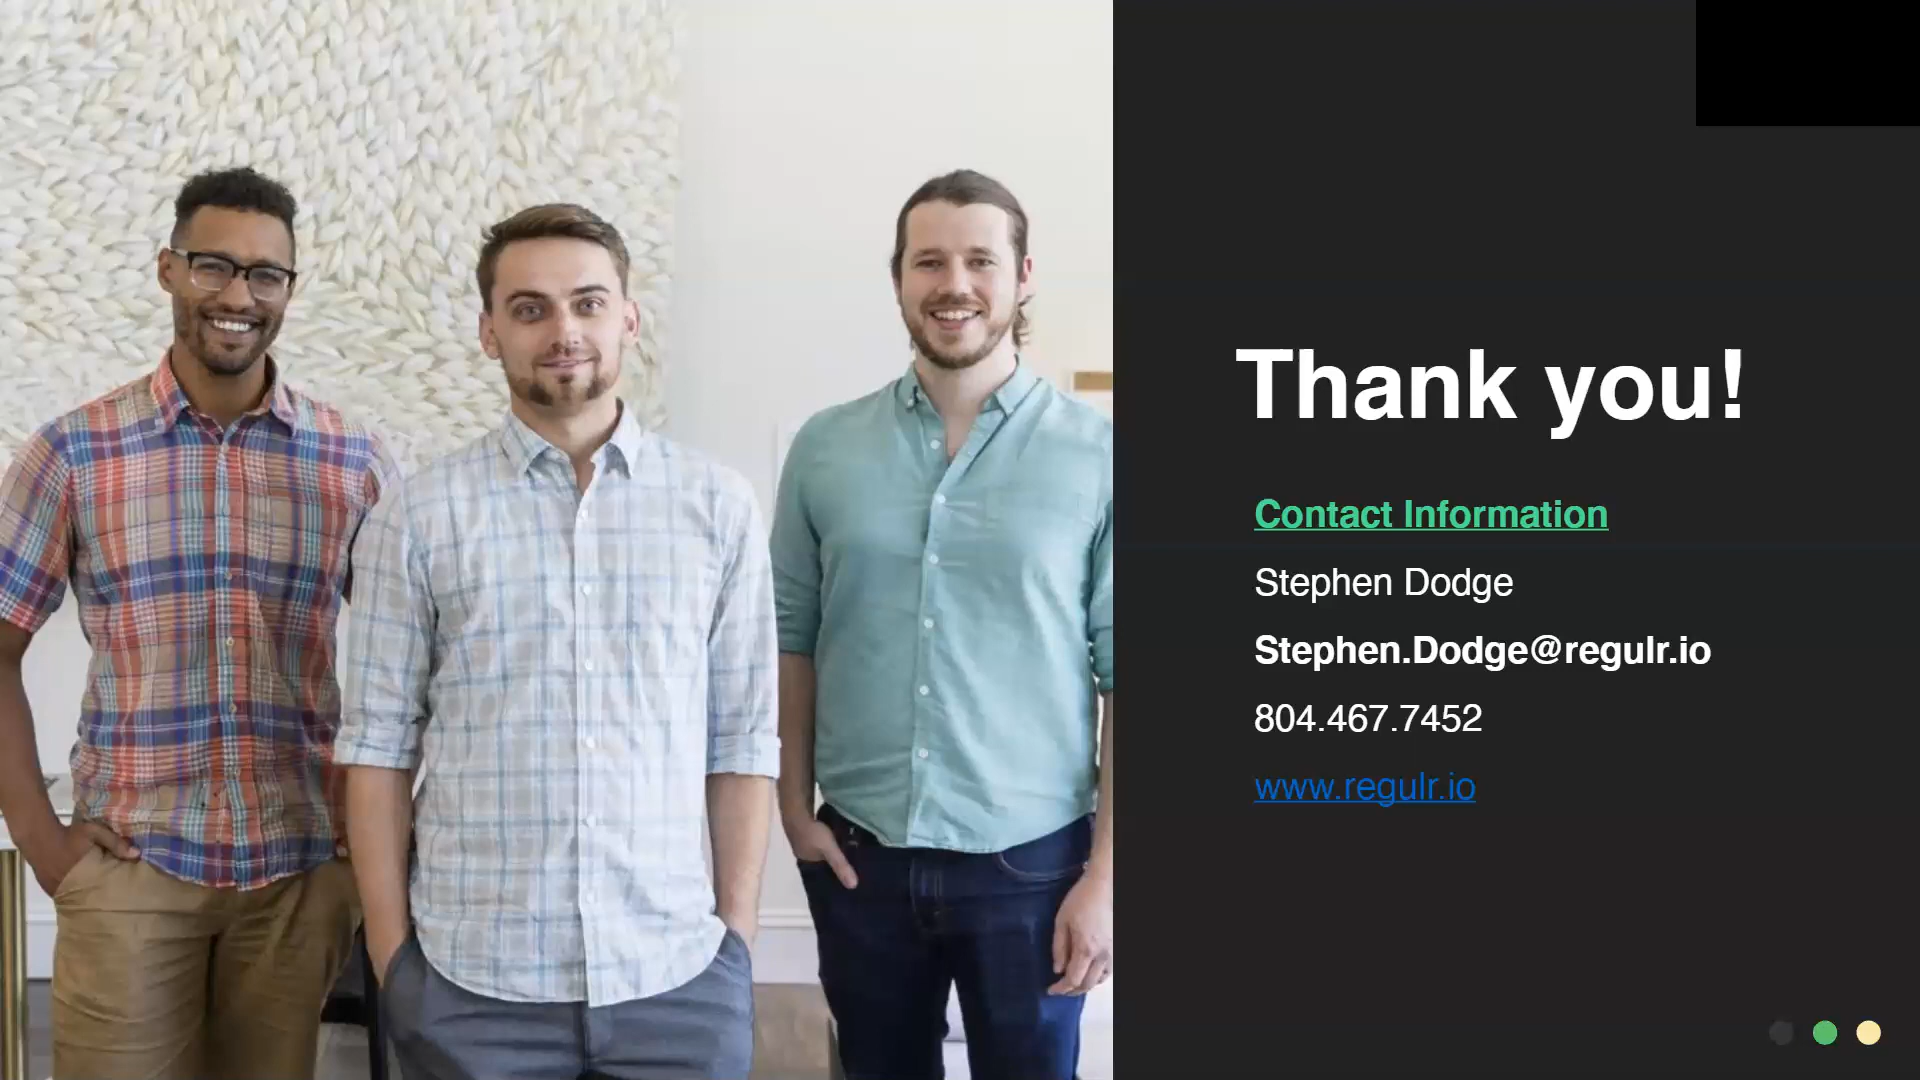 Thank you!
Contact Information
Stephen Dodge
Stephen.Dodge@regulr.io
804.467.7452
www.regulr.io